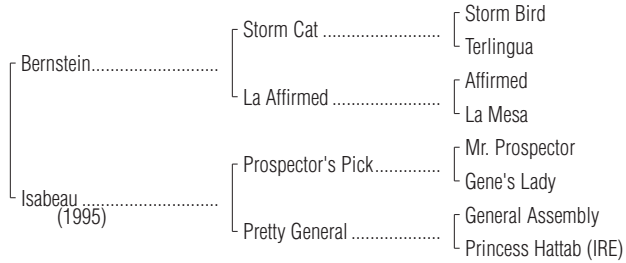 Storm Bird
Storm Cat ..............................
Terlingua
Bernstein................................
Affirmed
La Affirmed ............................
La Mesa
Mr. Prospector
Prospector's Pick.................
Gene's Lady
Isabeau ..................................
(1995)
General Assembly
Pretty General .......................
Princess Hattab (IRE)